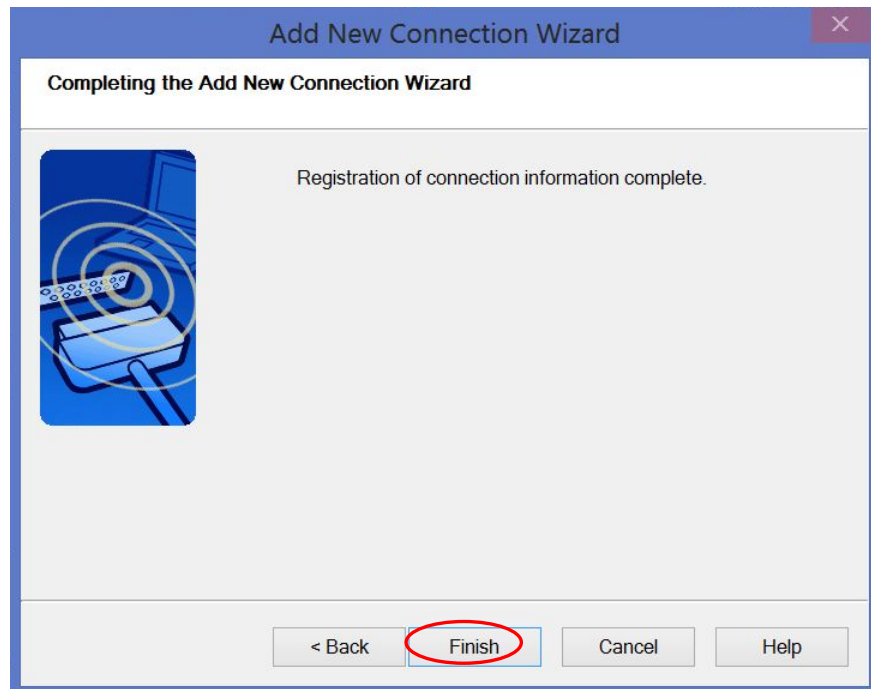 Add New Connection Wizard
Completing the Add New Connection Wizard
Registration of connection information complete.
< Back Finish Cancel Help